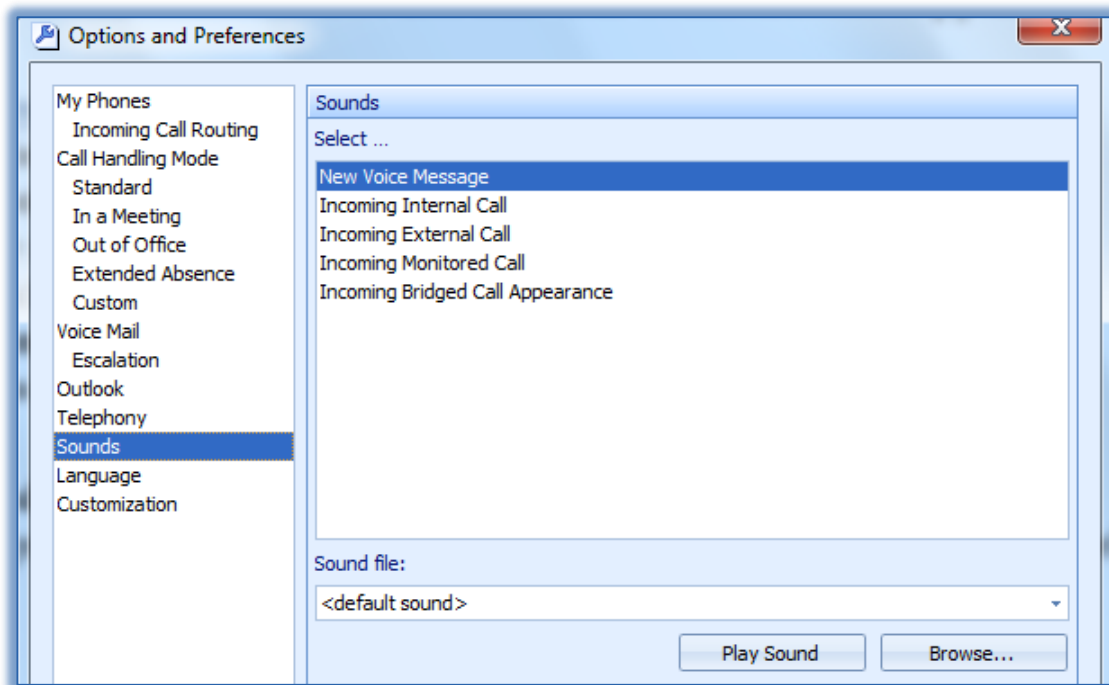 Options and Preferences
My Phones
Incoming Call Routing
Call Handling Mode
Standard
In a Meeting
Out of Office
Extended Absence
Custom
Voice Mail
Escalation
Outlook
Telephony
Sounds
Language
Customization
Sounds
Select ...
New Voice Message
Incoming Internal Call
Incoming External Call
Incoming Monitored Call
Incoming Bridged Call Appearance
Sound file:
<default sound>
Play Sound
Browse...